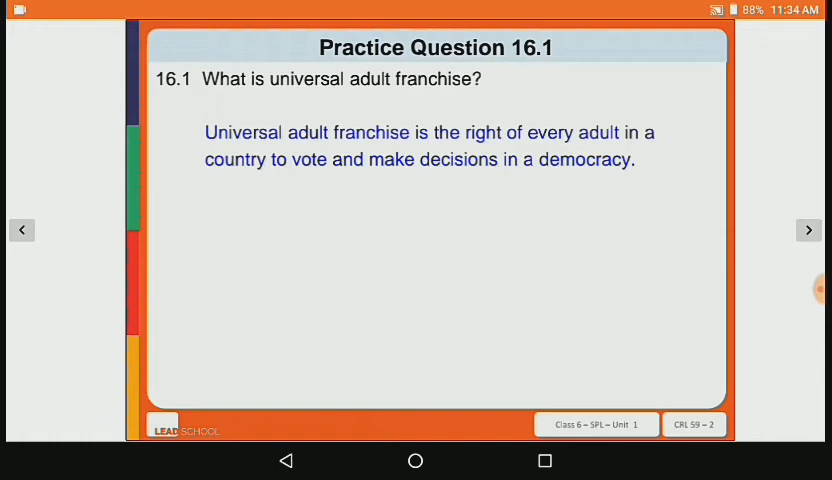 88% 11:34 AM
Practice Question 16.1
16.1 What is universal adult franchise?
Universal adult franchise is the right of every adult in a
country to vote and make decisions in a democracy.
LEAD SCHOOL
Class 6 – SPL – Unit 1
CRL 59 – 2